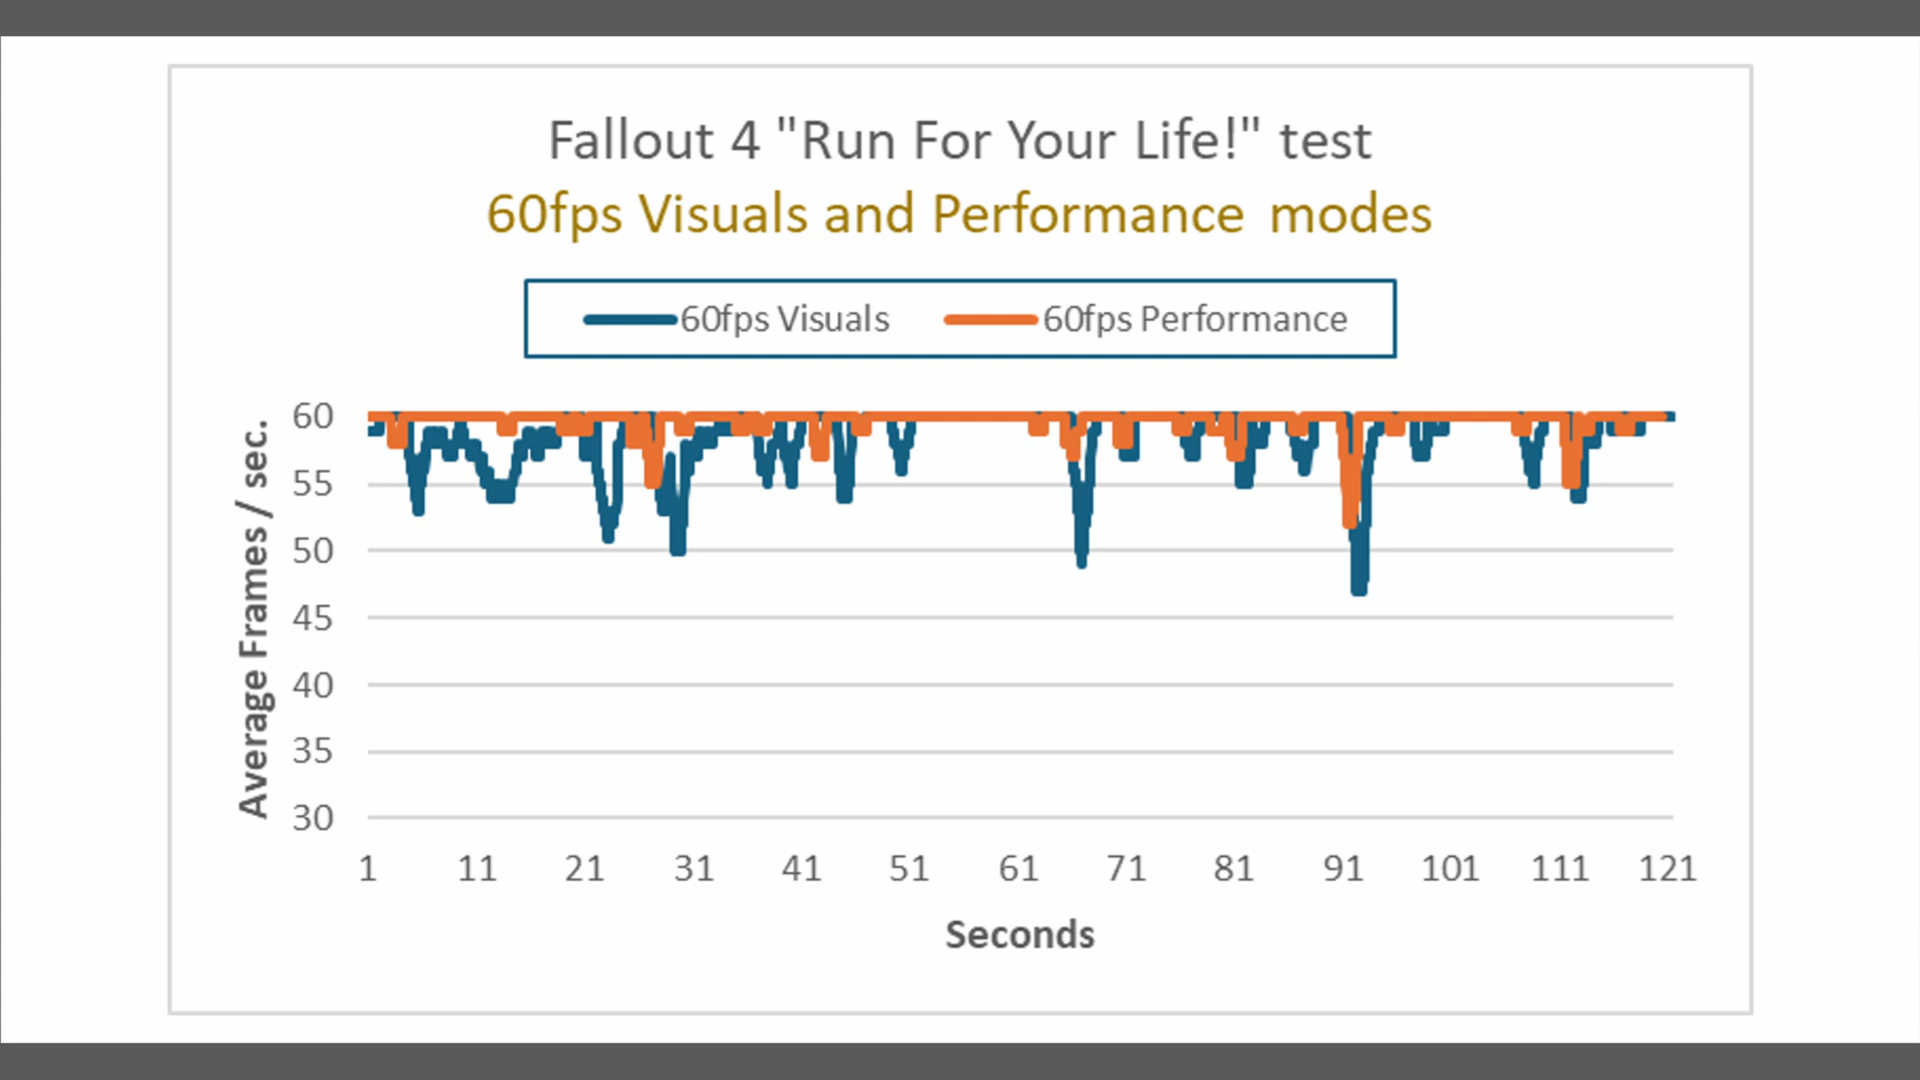 Fallout 4 "Run For Your Life!" test
60fps Visuals and Performance modes
60fps Visuals 60fps Performance
Average Frames / sec.
60
55
50
45
40
35
30
1 11 21 31 41 51 61 71 81 91 101 111 121
Seconds